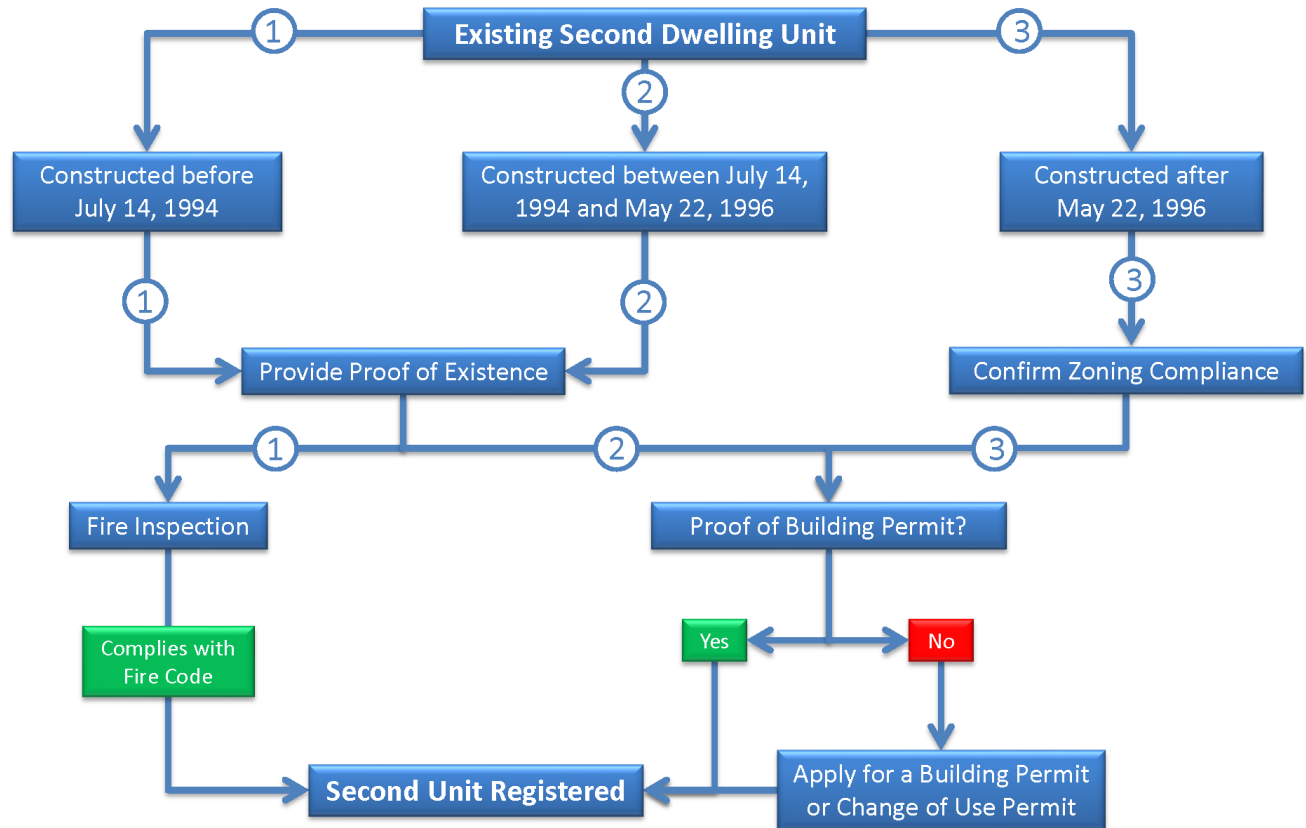 Existing Second Dwelling Unit
1
2
3
Constructed before
July 14, 1994
Constructed between July 14,
1994 and May 22, 1996
Constructed after
May 22, 1996
1
2
3
Provide Proof of Existence
Confirm Zoning Compliance
1
2
3
Fire Inspection
Proof of Building Permit?
Complies with
Fire Code
Yes
No
Second Unit Registered
Apply for a Building Permit
or Change of Use Permit